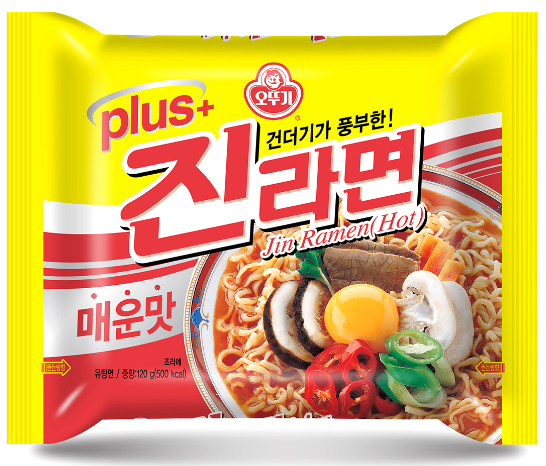 오뚜기
®
plus+
건더기가 풍부한!
진라면
Jin Ramen(Hot)
매운맛
조리예
유탕면 / 중량:120 g(500 kcal)